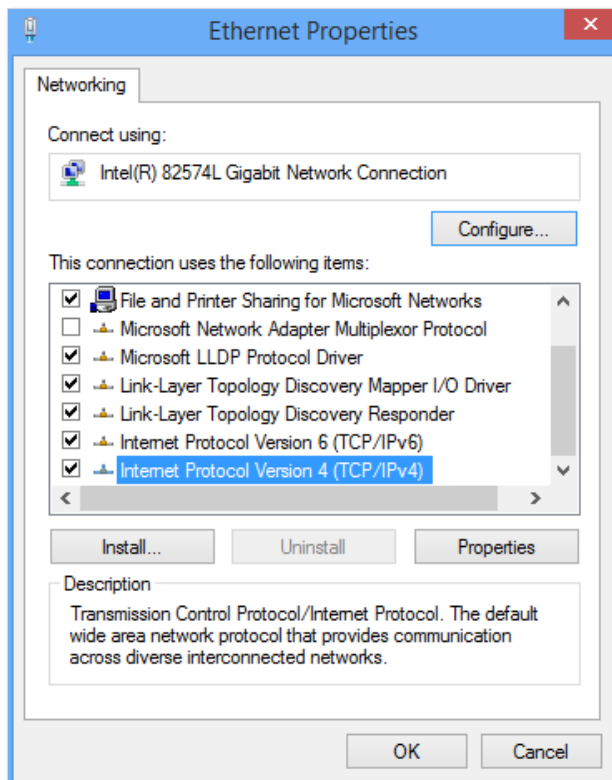 Ethernet Properties
Networking
Connect using:
Intel(R) 82574L Gigabit Network Connection
Configure...
This connection uses the following items:
File and Printer Sharing for Microsoft Networks
Microsoft Network Adapter Multiplexor Protocol
Microsoft LLDP Protocol Driver
Link-Layer Topology Discovery Mapper I/O Driver
Link-Layer Topology Discovery Responder
Internet Protocol Version 6 (TCP/IPv6)
Internet Protocol Version 4 (TCP/IPv4)
Install... Uninstall Properties
Description
Transmission Control Protocol/Internet Protocol. The default
wide area network protocol that provides communication
across diverse interconnected networks.
OK Cancel